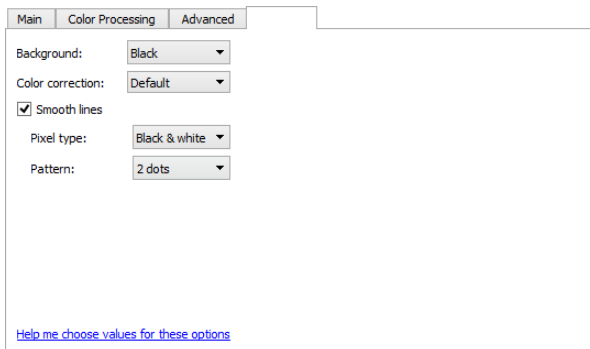 Main Color Processing Advanced
Background: Black
Color correction: Default
Smooth lines
Pixel type: Black & white
Pattern: 2 dots
Help me choose values for these options